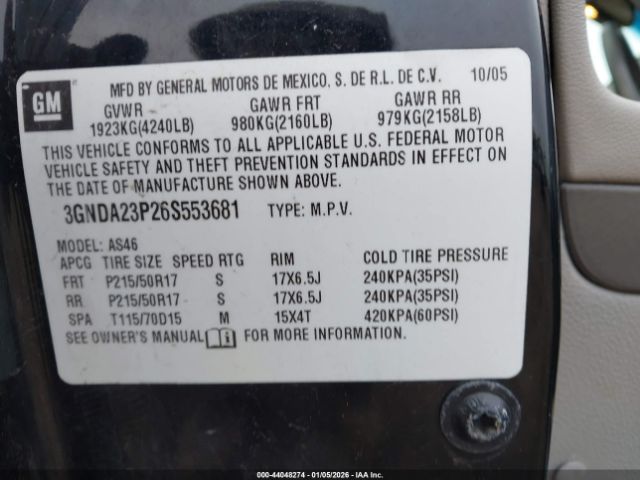 GM
MFD BY GENERAL MOTORS DE MEXICO, S. DE R.L. DE C.V. 10/05
GVWR GAWR FRT GAWR RR
1923KG(4240LB) 980KG(2160LB) 979KG(2158LB)
THIS VEHICLE CONFORMS TO ALL APPLICABLE U.S. FEDERAL MOTOR
VEHICLE SAFETY AND THEFT PREVENTION STANDARDS IN EFFECT ON
THE DATE OF MANUFACTURE SHOWN ABOVE.
3GNDA23P26S553681 TYPE: M.P.V.
MODEL: AS46
APCG TIRE SIZE SPEED RTG RIM COLD TIRE PRESSURE
FRT P215/50R17 S 17X6.5J 240KPA(35PSI)
RR P215/50R17 S 17X6.5J 240KPA(35PSI)
SPA T115/70D15 M 15X4T 420KPA(60PSI)
SEE OWNER'S MANUAL FOR MORE INFORMATION.
000-44048274 - 01/05/2026 - IAA Inc.